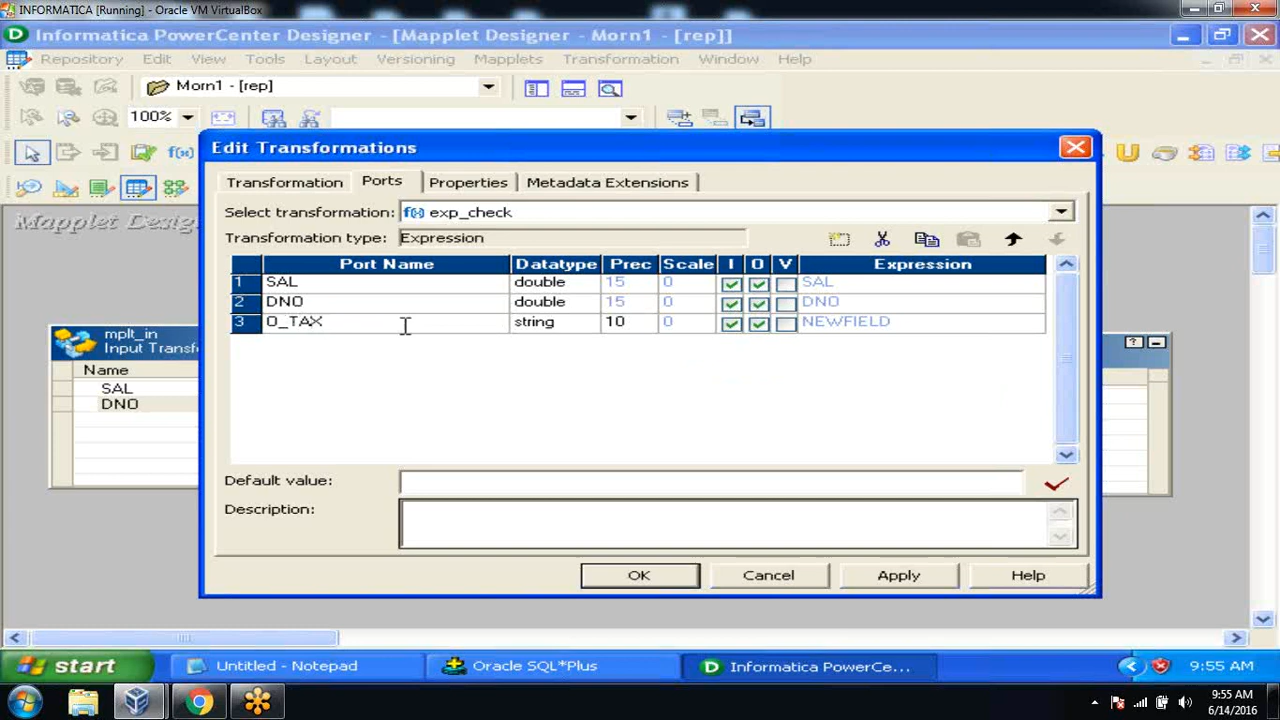 INFORMATICA [Running] - Oracle VM VirtualBox
Informatica PowerCenter Designer - [Mapplet Designer - Morn1 - [rep]]
Repository Edit View Tools Layout Versioning Mapplets Transformation Window Help
Morn1 - [rep]
100%
f(x)
Mapplet Desig
Edit Transformations
Transformation Ports Properties Metadata Extensions
Select transformation: f(x) exp_check
Transformation type: Expression
Port Name Datatype Prec Scale I O V Expression
1 SAL double 15 0 SAL
2 DNO double 15 0 DNO
3 O_TAX string 10 0 NEWFIELD
mplt_in
Input Transf
Name
SAL
DNO
Default value:
Description:
OK Cancel Apply Help
start Untitled - Notepad Oracle SQL*Plus Informatica PowerCe... 9:55 AM
9:55 AM
6/14/2016